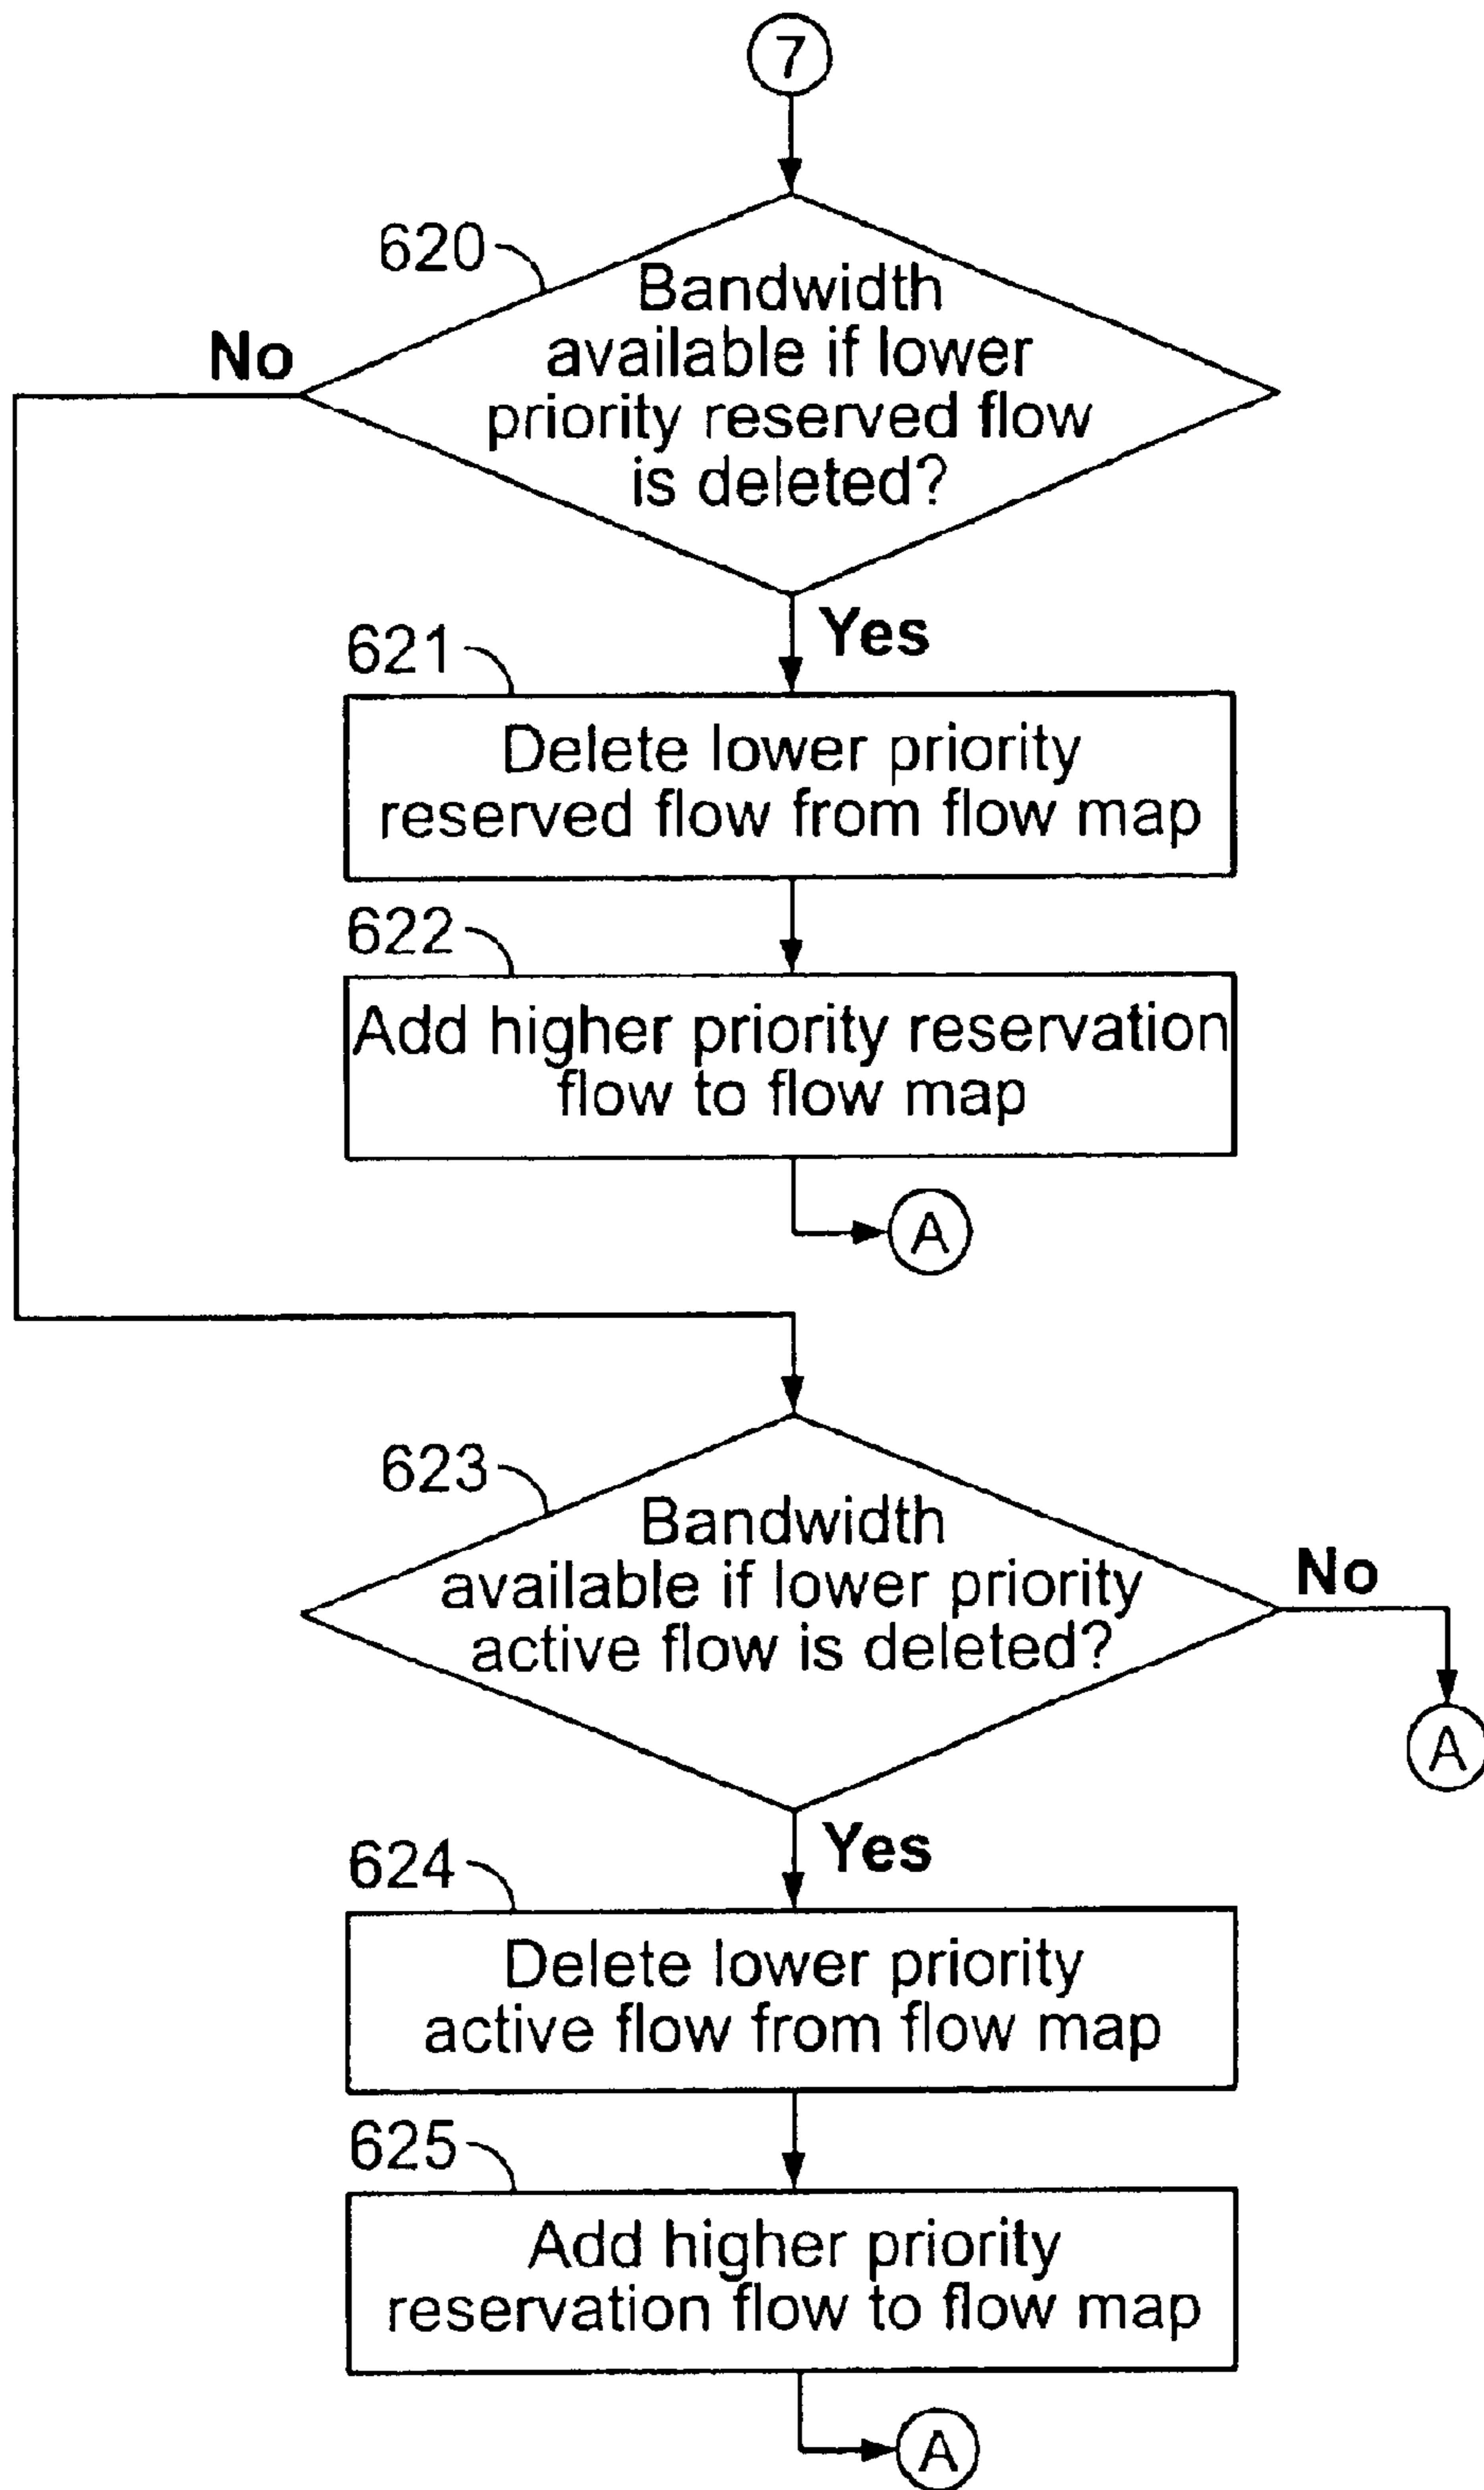 7
620
No
Bandwidth
available if lower
priority reserved flow
is deleted?
Yes
621
Delete lower priority
reserved flow from flow map
622
Add higher priority reservation
flow to flow map
A
623
Bandwidth
available if lower priority
active flow is deleted?
No
A
Yes
624
Delete lower priority
active flow from flow map
625
Add higher priority
reservation flow to flow map
A